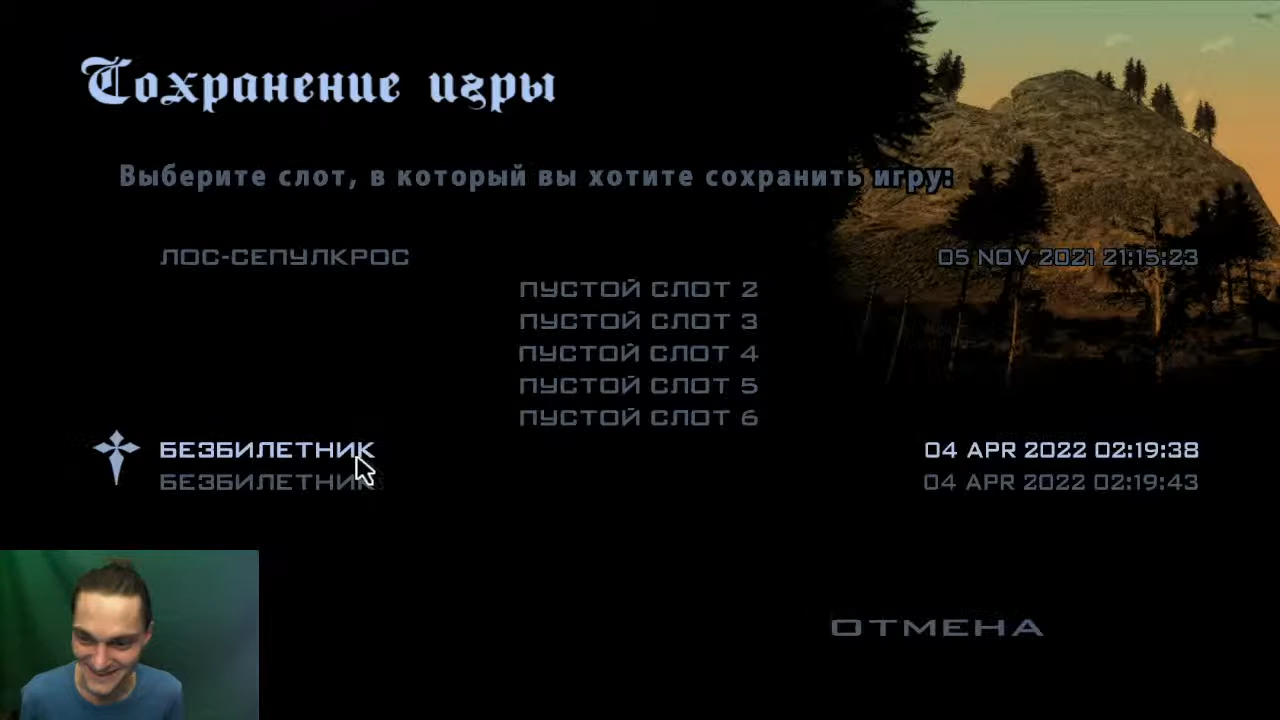 Сохранение игры
Выберите слот, в который вы хотите сохранить игру:
ЛОС-СЕПУЛКРОС 05 NOV 2021 21:15:23
ПУСТОЙ СЛОТ 2
ПУСТОЙ СЛОТ 3
ПУСТОЙ СЛОТ 4
ПУСТОЙ СЛОТ 5
ПУСТОЙ СЛОТ 6
БЕЗБИЛЕТНИК 04 APR 2022 02:19:38
БЕЗБИЛЕТНИК 04 APR 2022 02:19:43
ОТМЕНА